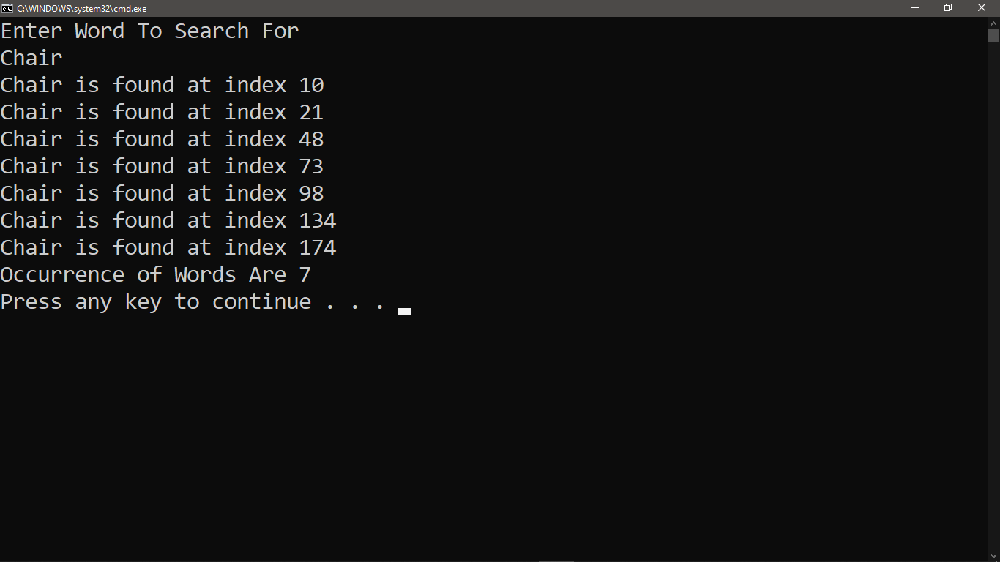 C:\WINDOWS\system32\cmd.exe
Enter Word To Search For
Chair
Chair is found at index 10
Chair is found at index 21
Chair is found at index 48
Chair is found at index 73
Chair is found at index 98
Chair is found at index 134
Chair is found at index 174
Occurrence of Words Are 7
Press any key to continue . . .